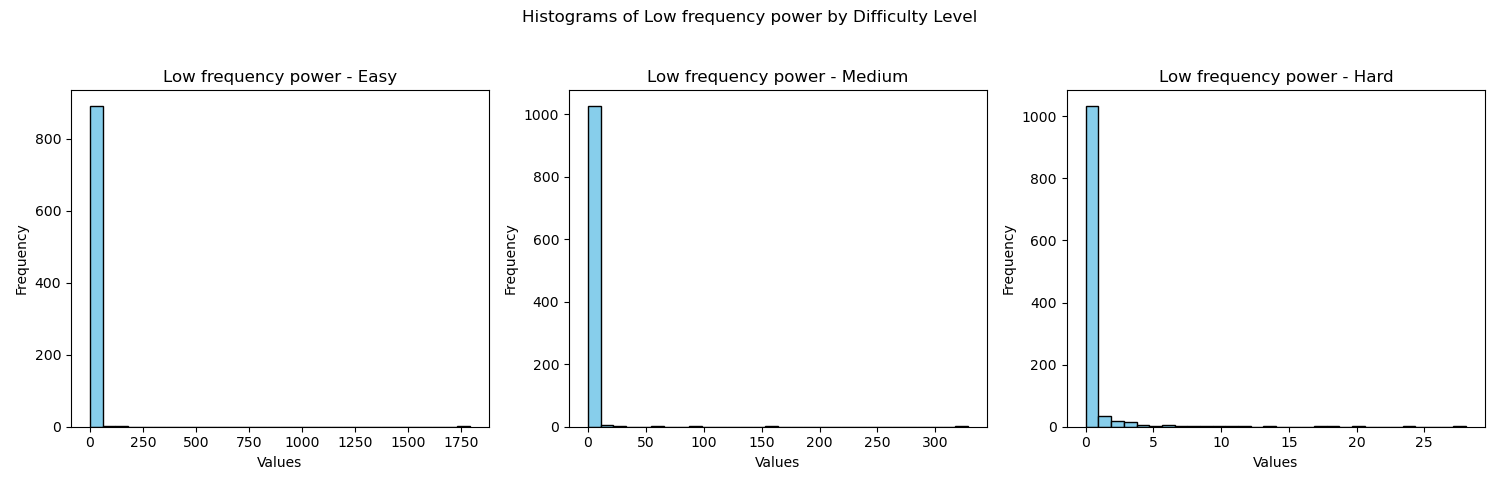 Histograms of Low frequency power by Difficulty Level
Low frequency power - Easy
Frequency
800
600
400
200
0
0 250 500 750 1000 1250 1500 1750
Values
Low frequency power - Medium
Frequency
1000
800
600
400
200
0
0 50 100 150 200 250 300
Values
Low frequency power - Hard
Frequency
1000
800
600
400
200
0
0 5 10 15 20 25
Values